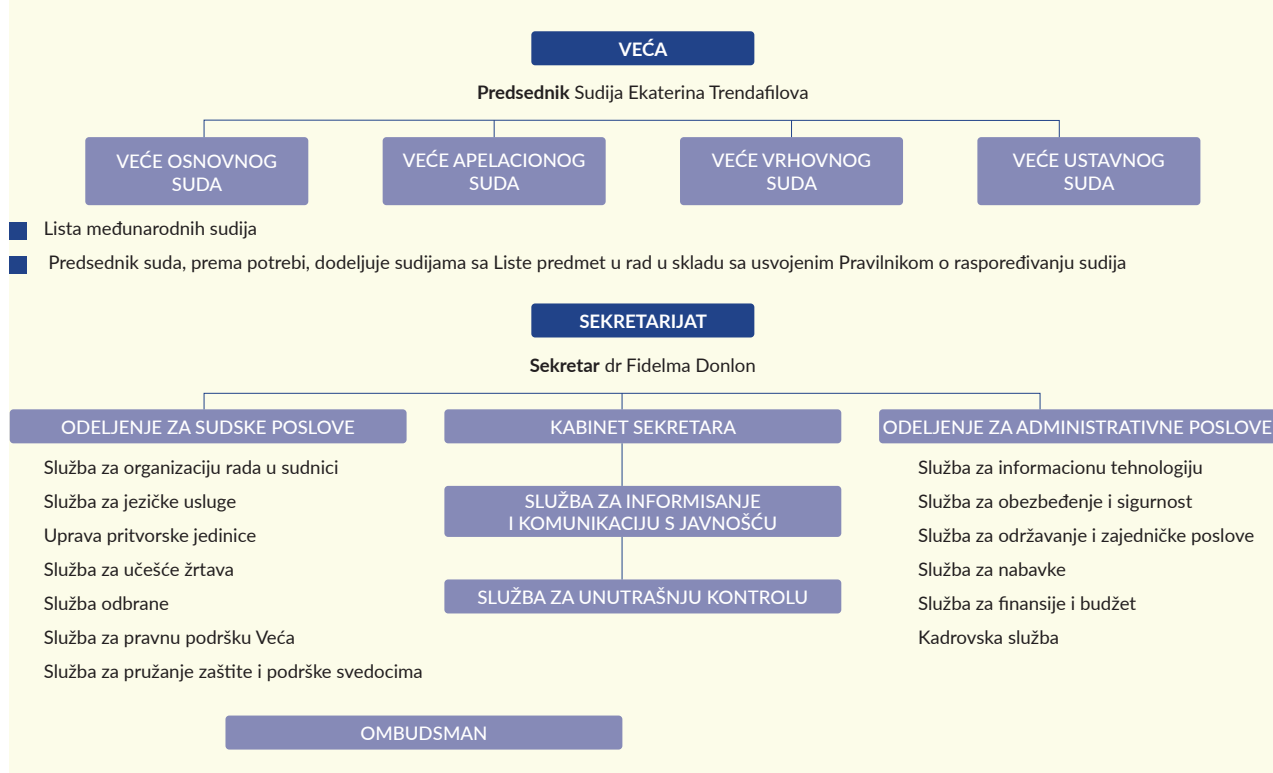 VEĆA
Predsednik Sudija Ekaterina Trendafilova
VEĆE OSNOVNOG
SUDA
VEĆE APELACIONOG
SUDA
VEĆE VRHOVNOG
SUDA
VEĆE USTAVNOG
SUDA
Lista međunarodnih sudija
Predsednik suda, prema potrebi, dodeljuje sudijama sa Liste predmet u rad u skladu sa usvojenim Pravilnikom o raspoređivanju sudija
SEKRETARIJAT
Sekretar dr Fidelma Donlon
ODELJENJE ZA SUDSKE POSLOVE
Služba za organizaciju rada u sudnici
Služba za jezičke usluge
Uprava pritvorske jedinice
Služba za učešće žrtava
Služba odbrane
Služba za pravnu podršku Veća
Služba za pružanje zaštite i podrške svedocima
KABINET SEKRETARA
SLUŽBA ZA INFORMISANJE
I KOMUNIKACIJU S JAVNOŠĆU
SLUŽBA ZA UNUTRAŠNJU KONTROLU
ODELJENJE ZA ADMINISTRATIVNE POSLOVE
Služba za informacionu tehnologiju
Služba za obezbeđenje i sigurnost
Služba za održavanje i zajedničke poslove
Služba za nabavke
Služba za finansije i budžet
Kadrovska služba
OMBUDSMAN